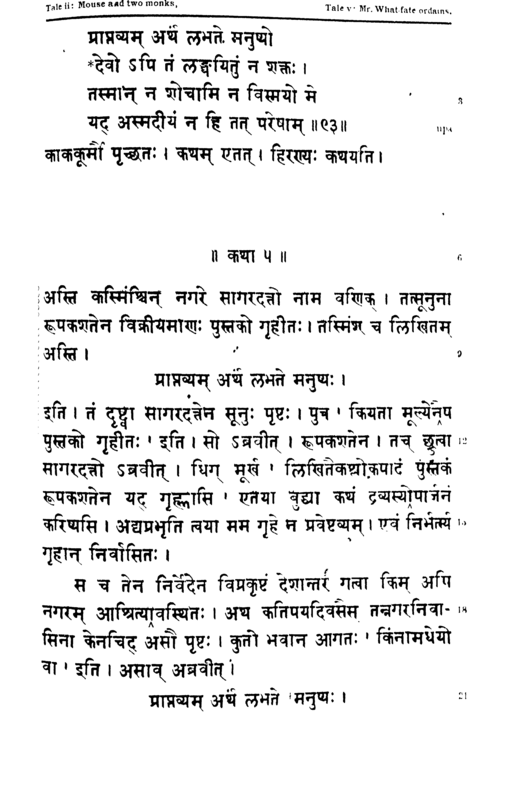 Tale ii: Mouse and two monks,
Tale v: Mr. What fate ordains.
प्राप्तव्यम् अर्थं लभते मनुष्यो
*देवो ऽपि तं लङ्घयितुं न शक्तः ।
तस्मान् न शोचामि न विस्मयो मे
3
यद् अस्मदीयं न हि तत् परेषाम् ॥९३॥
upa
काककूर्मौ पृच्छतः । कथम् एतत् । हिरण्यः कथयति ।
॥ कथा ५ ॥
6
अस्ति कस्मिंश्चिन् नगरे सागरदत्तो नाम वणिक् । तत्सूनुना
रूपकशतेन विक्रीयमाणः पुस्तको गृहीतः । तस्मिंश् च लिखितम्
अस्ति ।
9
प्राप्तव्यम् अर्थं लभते मनुष्यः ।
इति । तं दृष्ट्वा सागरदत्तेन सूनुः पृष्टः । पुत्र ' कियता मूल्येनैष
पुस्तको गृहीतः ' इति । सो ऽब्रवीत् । रूपकशतेन । तच् छ्रुत्वा 12
सागरदत्तो ऽब्रवीत् । धिग् मूर्ख ' लिखितैकश्लोकपादं पुस्तकं
रूपकशतेन यद् गृह्णासि ' एतया बुद्ध्या कथं द्रव्यस्योपार्जनं
करिष्यसि । अद्यप्रभृति त्वया मम गृहे न प्रवेष्टव्यम् । एवं निर्भर्त्स्य 15
गृहान् निर्वासितः ।
स च तेन निर्वेदेन विप्रकृष्टं देशान्तरं गत्वा किम् अपि
नगरम् आश्रित्यावस्थितः । अथ कतिपयदिवसैस् तन्नगरनिवा- 18
सिना केनचिद् असौ पृष्टः । कुतो भवान् आगतः ' किंनामधेयो
वा ' इति । असाव् अब्रवीत् ।
प्राप्तव्यम् अर्थं लभते मनुष्यः ।
21